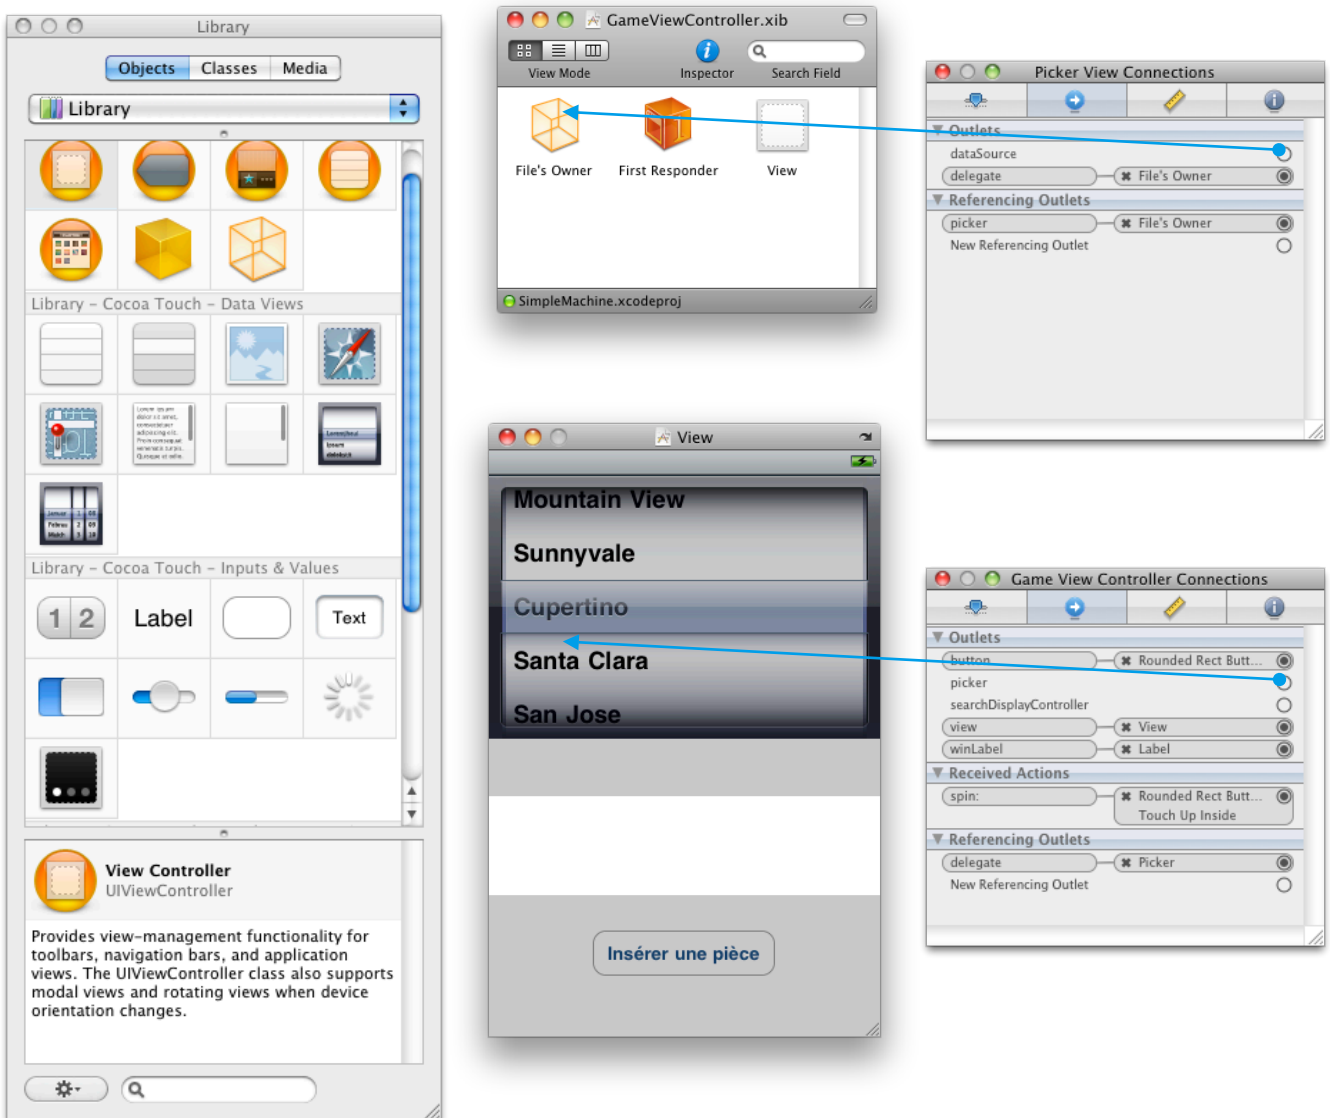 Library
Objects
Classes
Media
Library
Library – Cocoa Touch – Data Views
Library – Cocoa Touch – Inputs & Values
1 2
Label
Text
View Controller
UIViewController
Provides view-management functionality for
toolbars, navigation bars, and application
views. The UIViewController class also supports
modal views and rotating views when device
orientation changes.
GameViewController.xib
View Mode
Inspector
Search Field
File's Owner
First Responder
View
SimpleMachine.xcodeproj
View
Mountain View
Sunnyvale
Cupertino
Santa Clara
San Jose
Insérer une pièce
Picker View Connections
Outlets
dataSource
delegate
File's Owner
Referencing Outlets
picker
File's Owner
New Referencing Outlet
Game View Controller Connections
Outlets
button
Rounded Rect Butt...
picker
searchDisplayController
view
View
winLabel
Label
Received Actions
spin:
Rounded Rect Butt...
Touch Up Inside
Referencing Outlets
delegate
Picker
New Referencing Outlet